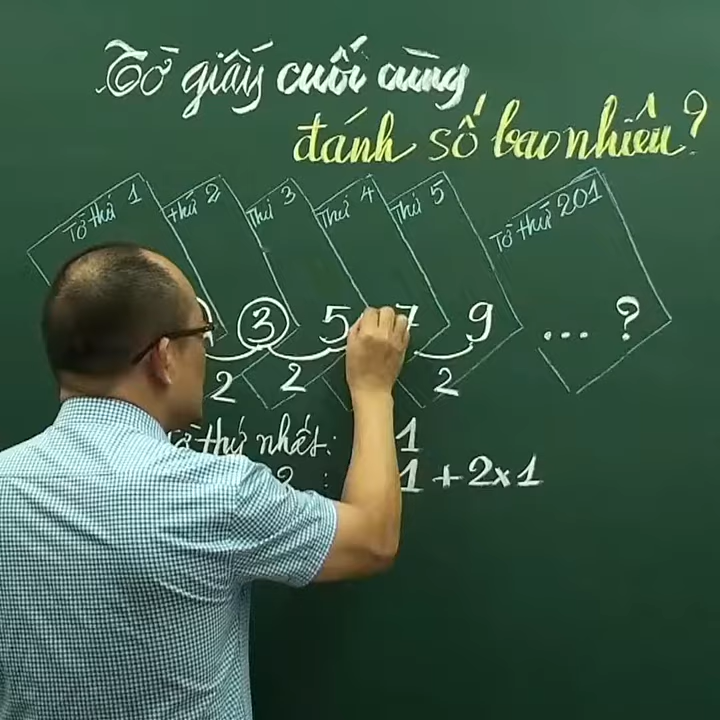 Tờ giấy cuối cùng
đánh số bao nhiêu?
Tờ thứ 1 thứ 2 Thứ 3 Thứ 4 Thứ 5 Tờ thứ 201
3 5 7 9 ... ?
2 2 2
thứ nhất: 1
2 : 1 + 2x1